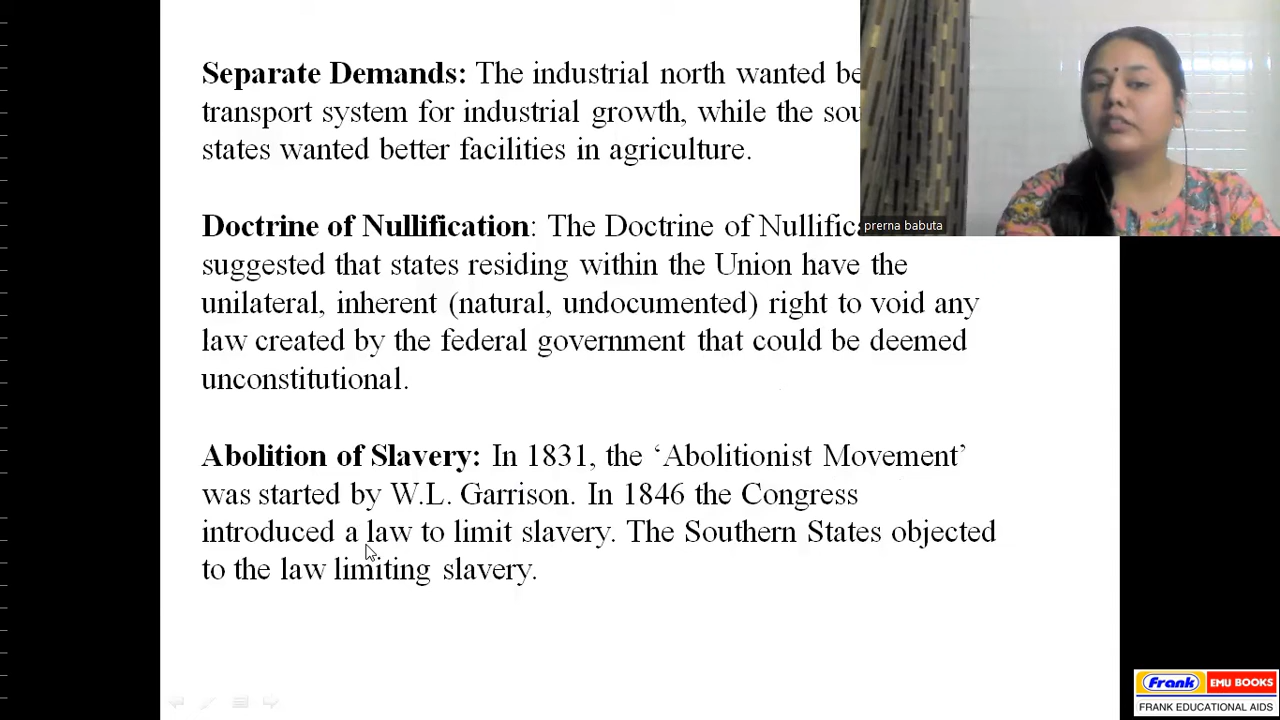 Separate Demands: The industrial north wanted be
transport system for industrial growth, while the sou
states wanted better facilities in agriculture.
Doctrine of Nullification: The Doctrine of Nullific
suggested that states residing within the Union have the
unilateral, inherent (natural, undocumented) right to void any
law created by the federal government that could be deemed
unconstitutional.
Abolition of Slavery: In 1831, the ‘Abolitionist Movement’
was started by W.L. Garrison. In 1846 the Congress
introduced a law to limit slavery. The Southern States objected
to the law limiting slavery.
prerna babuta
Frank EMU BOOKS
FRANK EDUCATIONAL AIDS